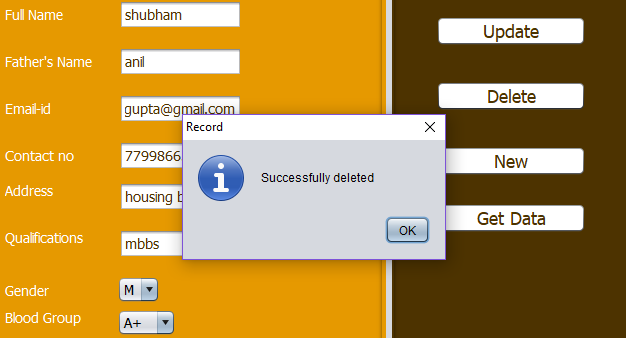 Full Name shubham
Update
Father's Name anil
Delete
Email-id gupta@gmail.com
Record
Contact no 7799866
Successfully deleted
New
Address housing
OK
Get Data
Qualifications mbbs
Gender M
Blood Group A+